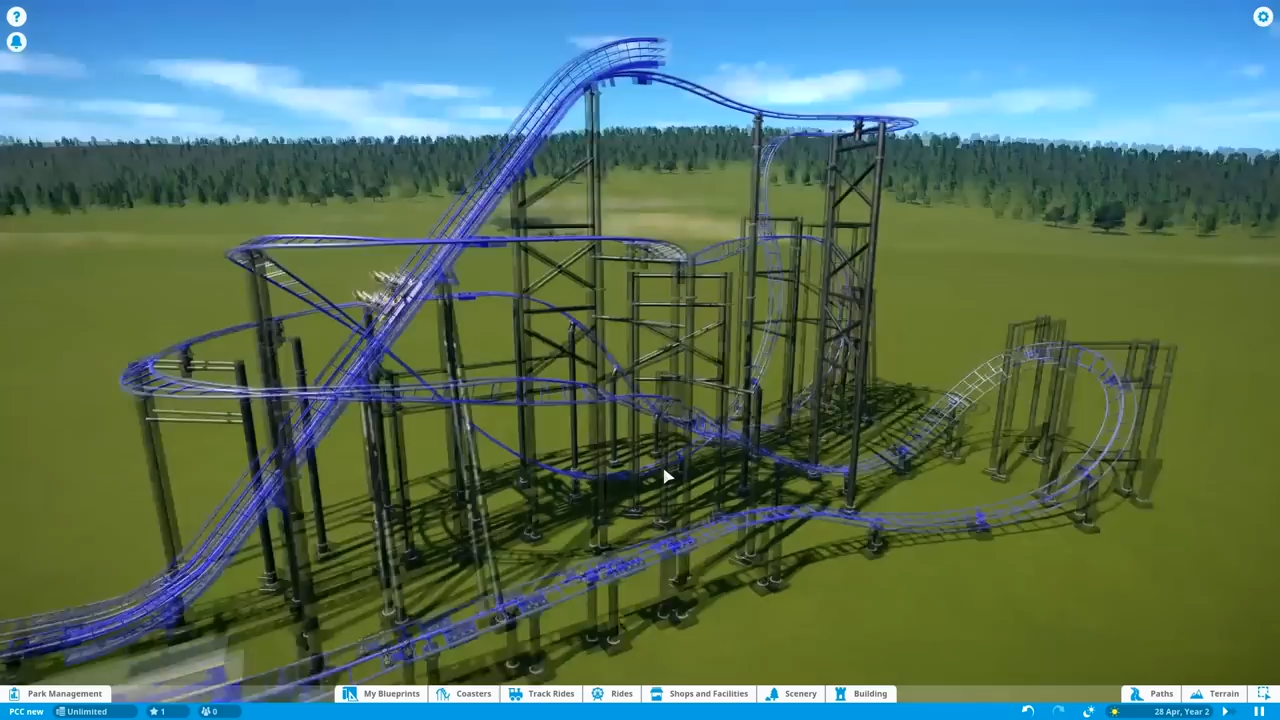 ?
Park Management
My Blueprints
Coasters
Track Rides
Rides
Shops and Facilities
Scenery
Building
Paths
Terrain
PCC new
Unlimited
1
0
28 Apr, Year 2